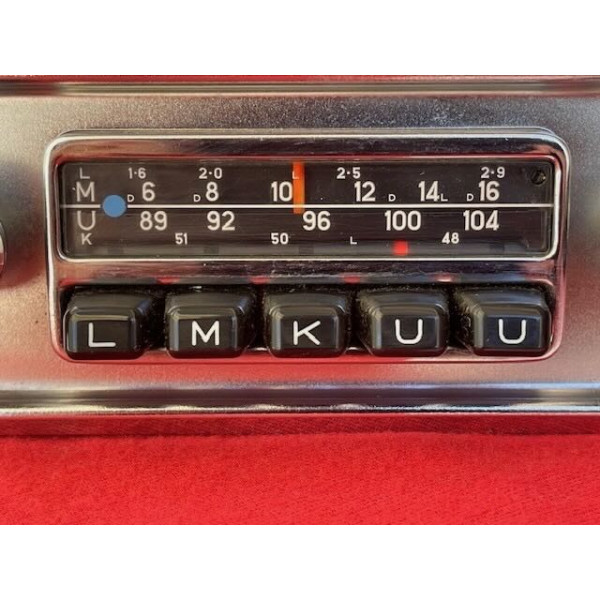 L 1·6 2·0 2·5 2·9
M D 6 D 8 10 12 D 14 L D 16
U 89 92 96 100 104
K 51 50 L 48
L M K U U